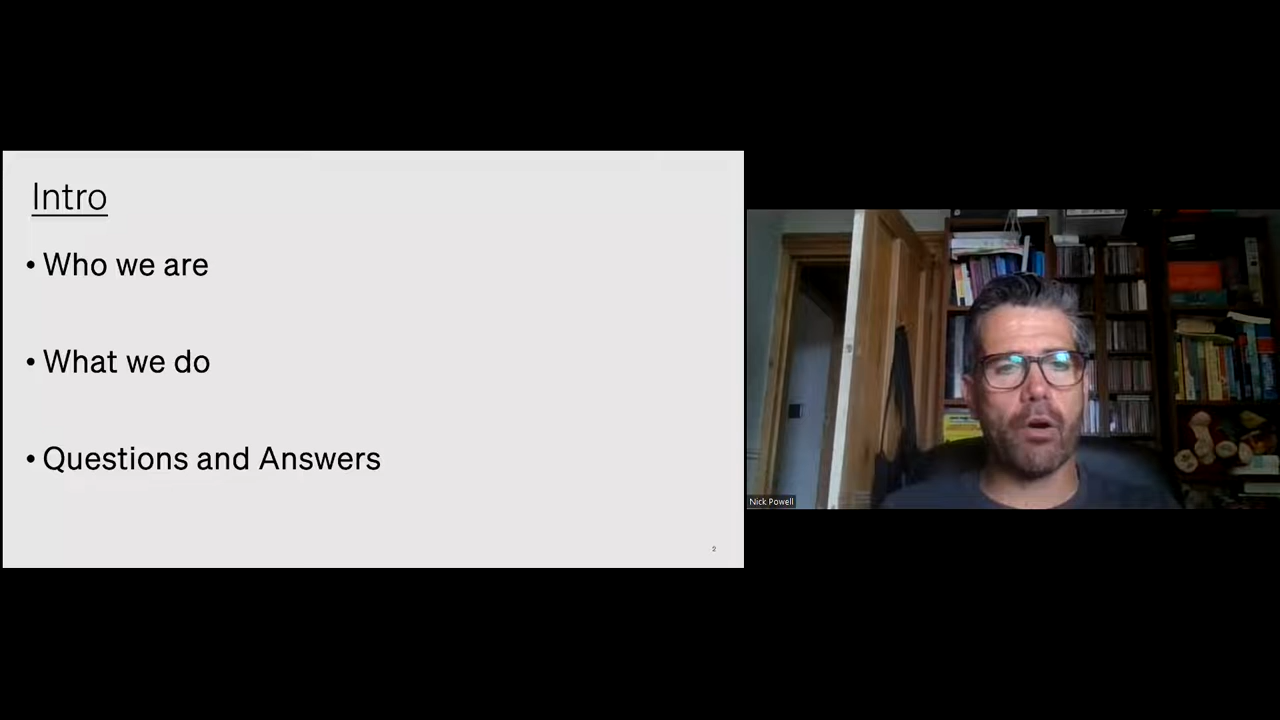 Intro
• Who we are
• What we do
• Questions and Answers
2
Nick Powell